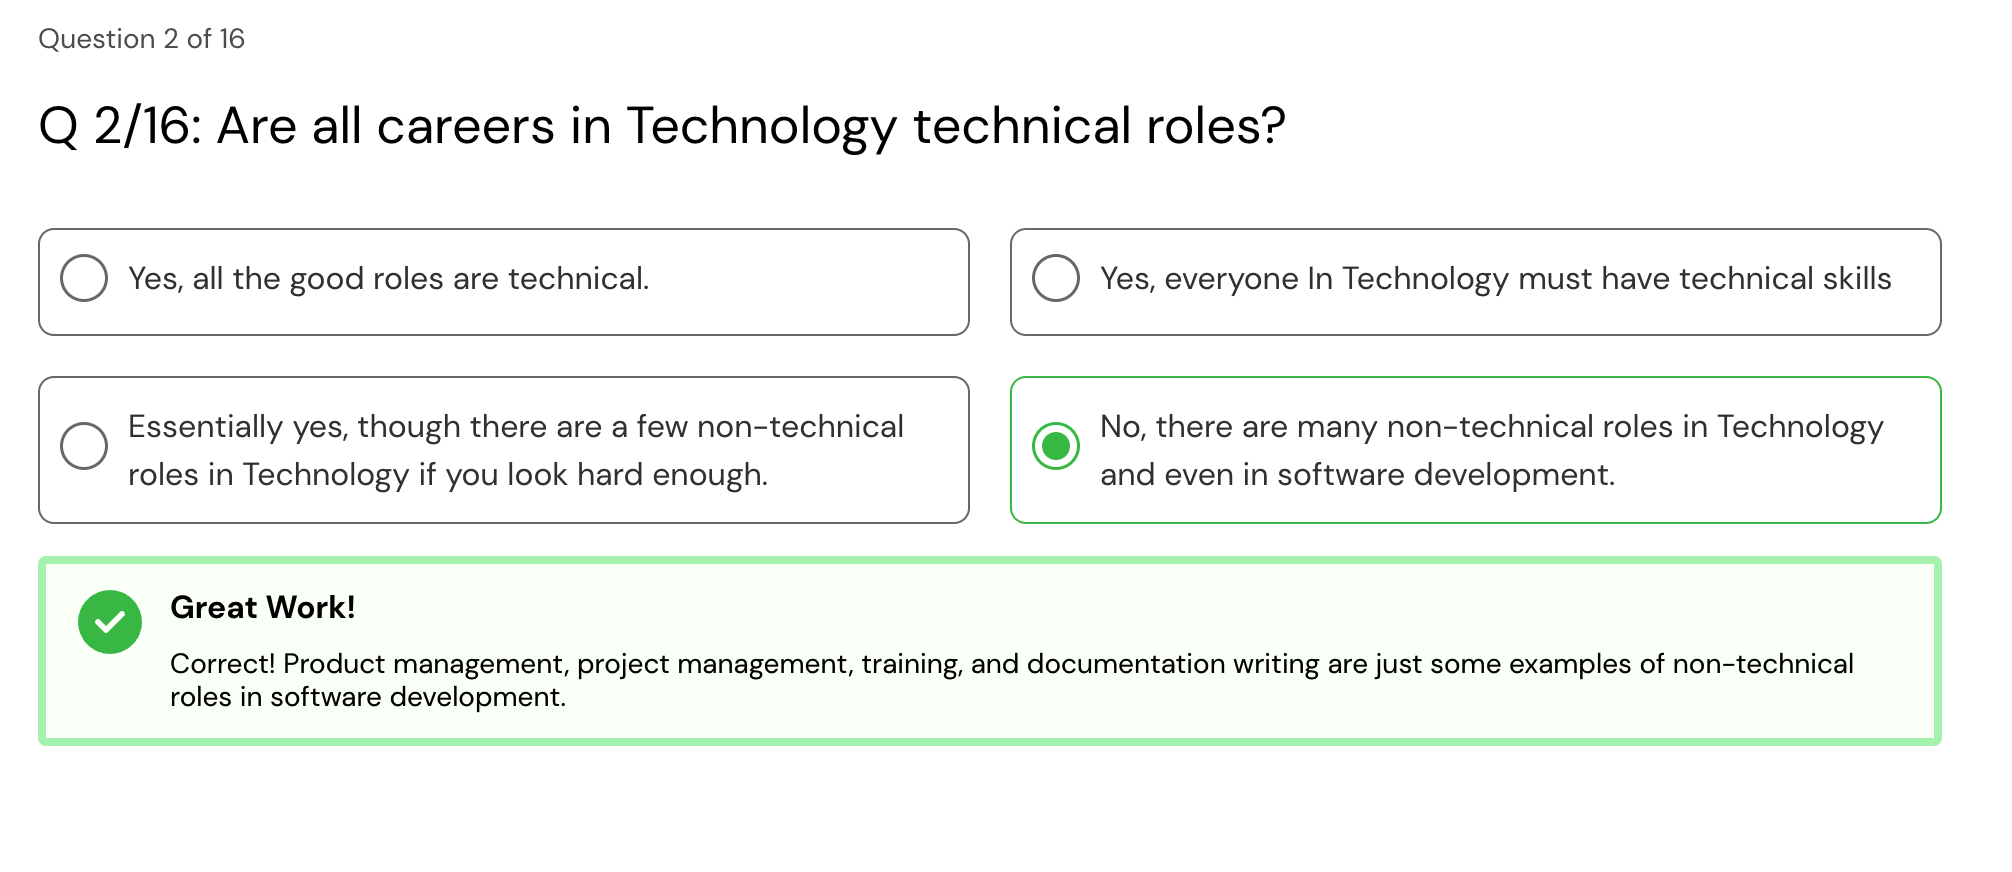 Question 2 of 16
Q 2/16: Are all careers in Technology technical roles?
Yes, all the good roles are technical.
Yes, everyone In Technology must have technical skills
Essentially yes, though there are a few non-technical
roles in Technology if you look hard enough.
No, there are many non-technical roles in Technology
and even in software development.
Great Work!
Correct! Product management, project management, training, and documentation writing are just some examples of non-technical
roles in software development.